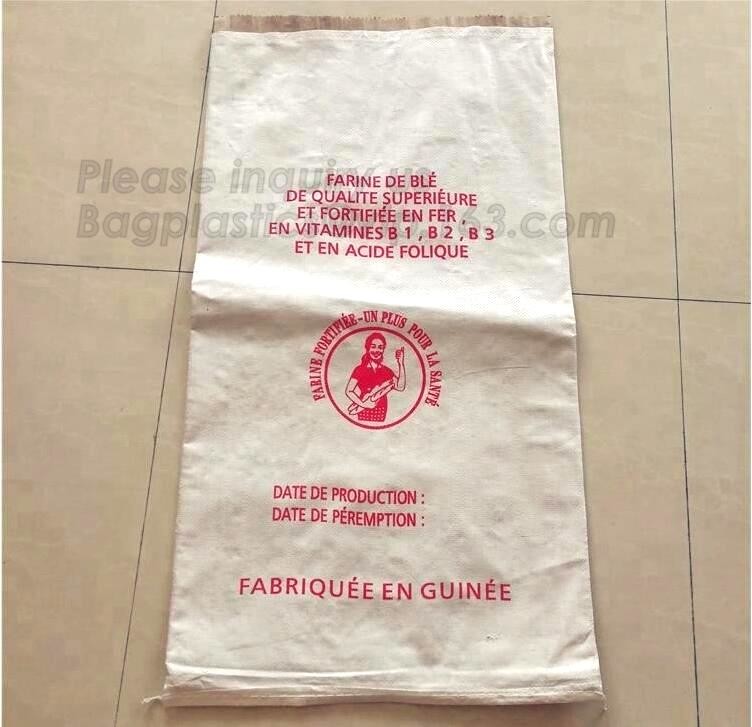 Please inquiry
Bagplastic 63.com
FARINE DE BLÉ
DE QUALITE SUPERIÉURE
ET FORTIFIÉE EN FER ,
EN VITAMINES B 1 , B 2 , B 3
ET EN ACIDE FOLIQUE
FARINE FORTIFIÉE-UN PLUS POUR LA SANTÉ
DATE DE PRODUCTION :
DATE DE PÉREMPTION :
FABRIQUÉE EN GUINÉE